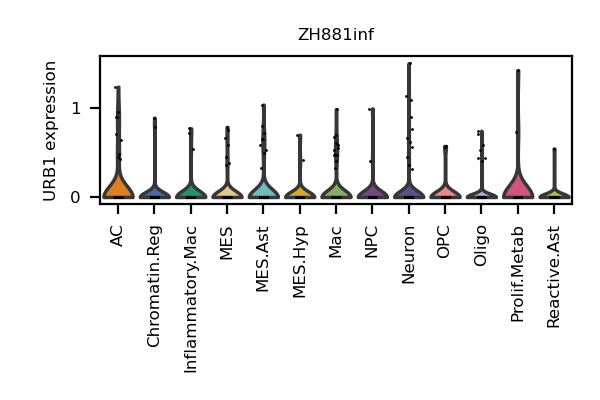 ZH881inf
URB1 expression
1
0
AC
Chromatin.Reg
Inflammatory.Mac
MES
MES.Ast
MES.Hyp
Mac
NPC
Neuron
OPC
Oligo
Prolif.Metab
Reactive.Ast